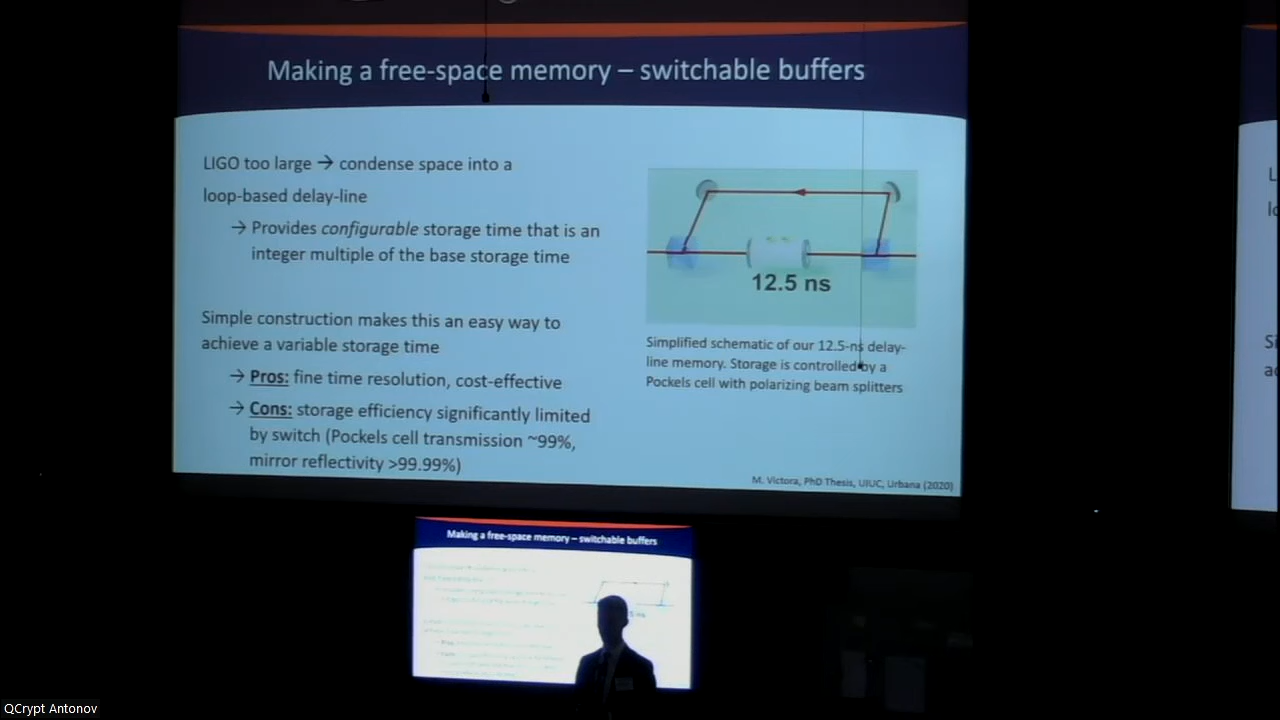 Making a free-space memory – switchable buffers
LIGO too large → condense space into a
loop-based delay-line
→ Provides configurable storage time that is an
integer multiple of the base storage time
Simple construction makes this an easy way to
achieve a variable storage time
→ Pros: fine time resolution, cost-effective
→ Cons: storage efficiency significantly limited
by switch (Pockels cell transmission ~99%,
mirror reflectivity >99.99%)
12.5 ns
Simplified schematic of our 12.5-ns delay-
line memory. Storage is controlled by a
Pockels cell with polarizing beam splitters
M. Victora, PhD Thesis, UIUC, Urbana (2020)
Making a free-space memory – switchable buffers
QCrypt Antonov